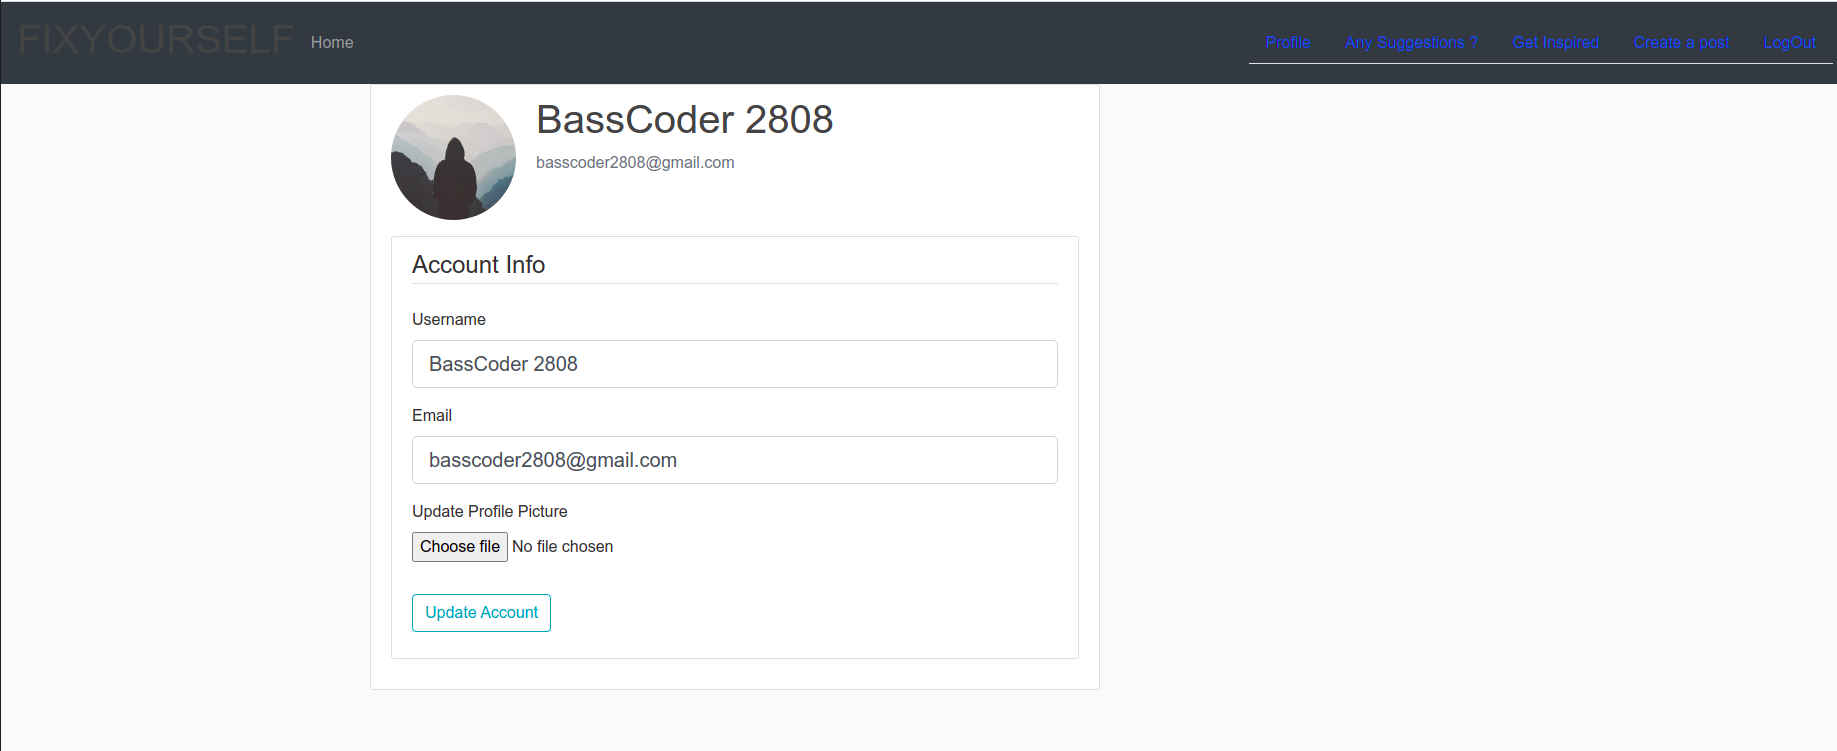 FIXYOURSELF Home Profile Any Suggestions ? Get Inspired Create a post LogOut
BassCoder 2808
basscoder2808@gmail.com
Account Info
Username
BassCoder 2808
Email
basscoder2808@gmail.com
Update Profile Picture
Choose file No file chosen
Update Account